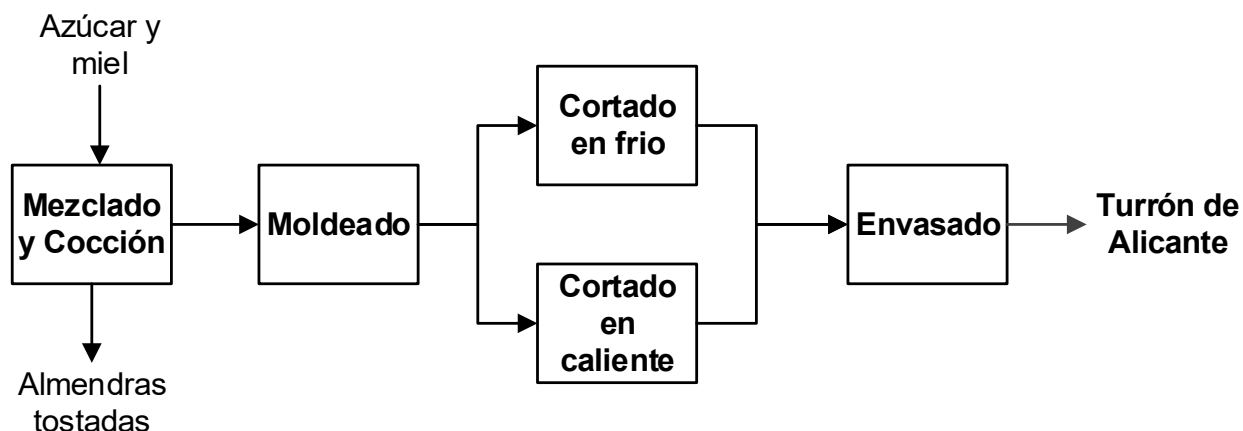 Azúcar y
miel
Mezclado
y Cocción
Almendras
tostadas
Moldeado
Cortado
en frio
Cortado
en
caliente
Envasado
Turrón de
Alicante